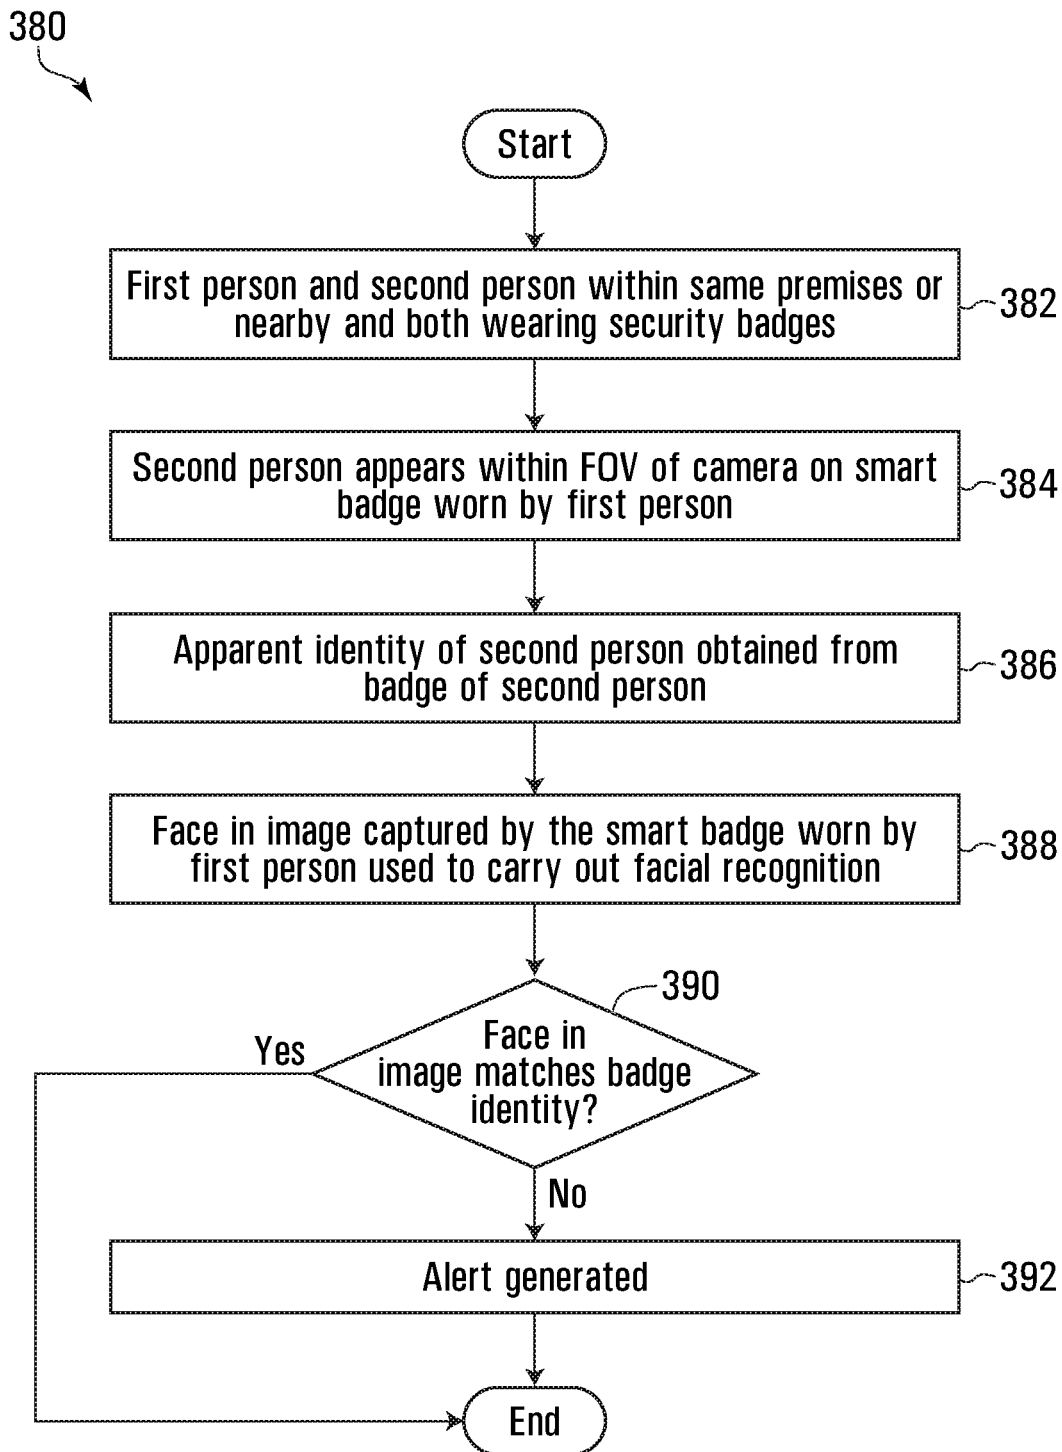 380
Start
First person and second person within same premises or
nearby and both wearing security badges
382
Second person appears within FOV of camera on smart
badge worn by first person
384
Apparent identity of second person obtained from
badge of second person
386
Face in image captured by the smart badge worn by
first person used to carry out facial recognition
388
390
Face in
image matches badge
identity?
Yes
No
Alert generated
392
End